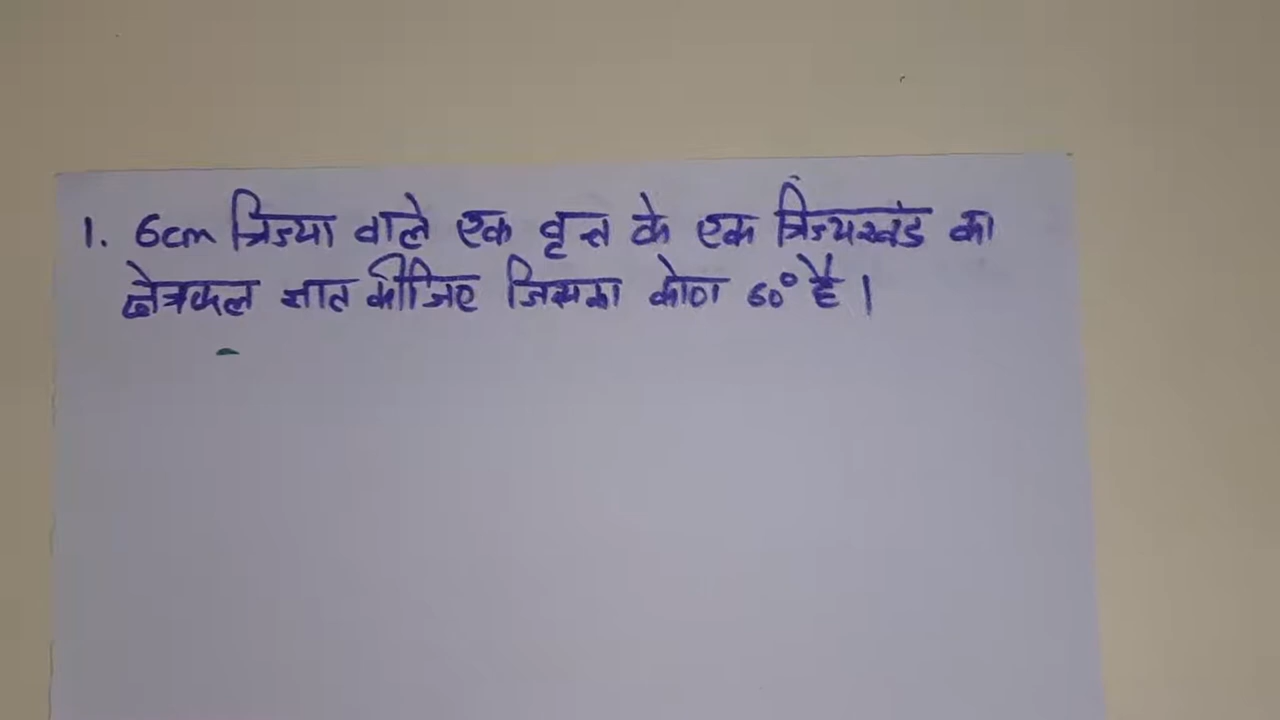 1. 6cm त्रिज्या वाले एक वृत्त के एक त्रिज्यखंड का
क्षेत्रफल ज्ञात कीजिए जिसका कोण 60° है।